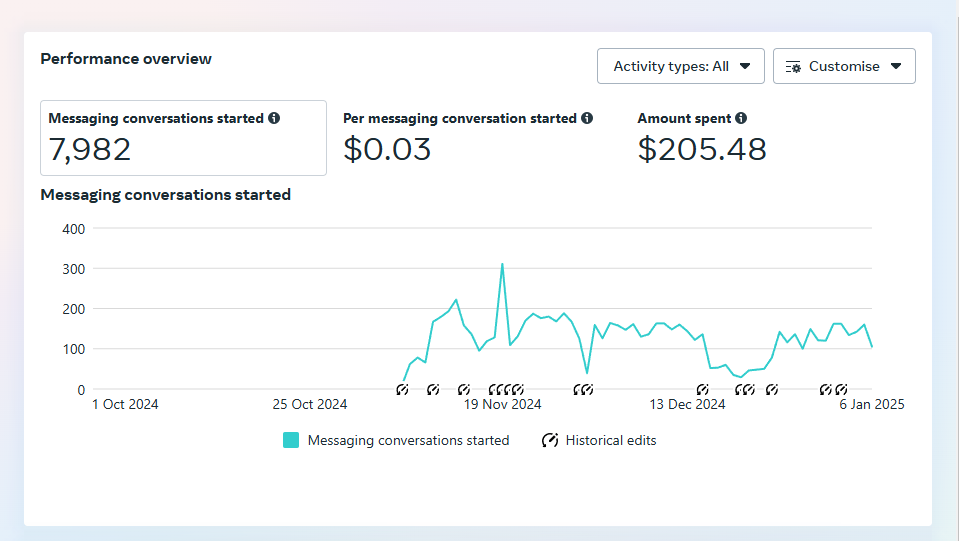 Performance overview
Activity types: All
Customise
Messaging conversations started
7,982
Per messaging conversation started
$0.03
Amount spent
$205.48
Messaging conversations started
400
300
200
100
0
1 Oct 2024 25 Oct 2024 19 Nov 2024 13 Dec 2024 6 Jan 2025
Messaging conversations started Historical edits